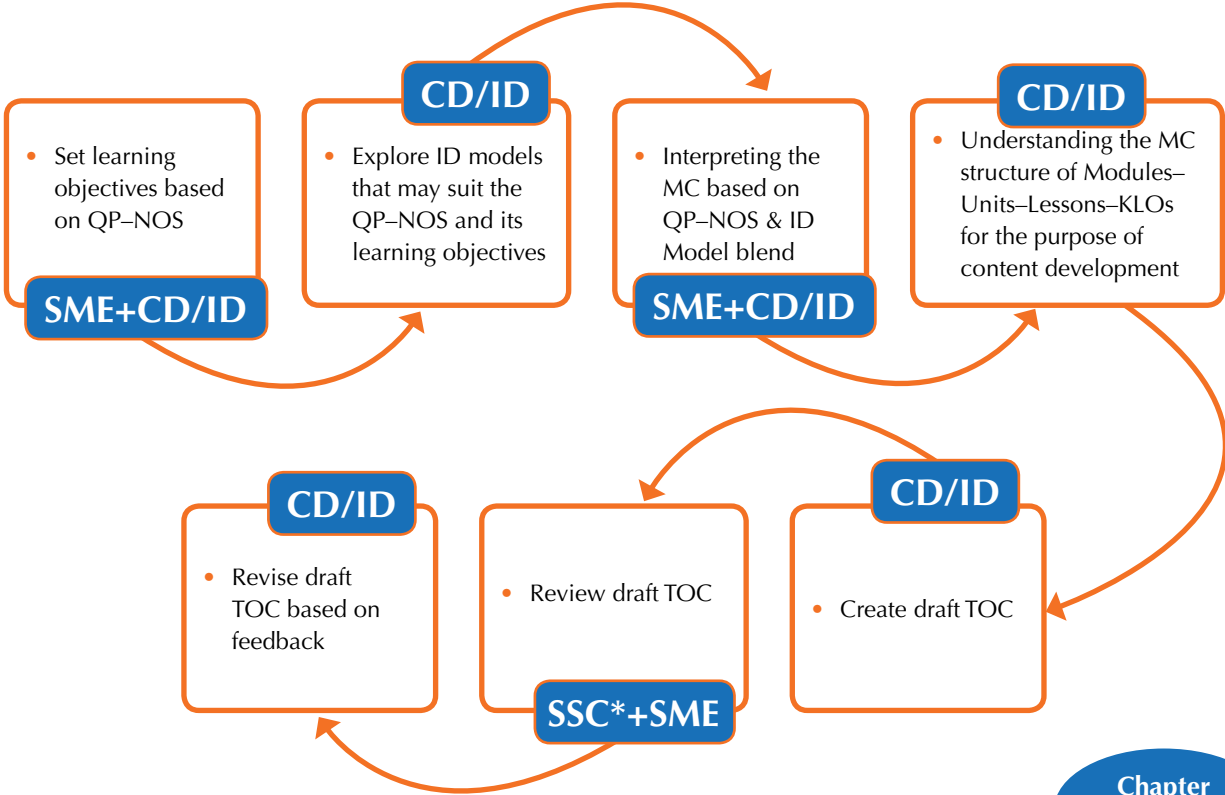 CD/ID
CD/ID
• Set learning
objectives based
on QP–NOS
SME+CD/ID
• Explore ID models
that may suit the
QP–NOS and its
learning objectives
• Interpreting the
MC based on
QP–NOS & ID
Model blend
SME+CD/ID
• Understanding the MC
structure of Modules–
Units–Lessons–KLOs
for the purpose of
content development
CD/ID
• Create draft TOC
• Review draft TOC
SSC*+SME
CD/ID
• Revise draft
TOC based on
feedback
Chapter